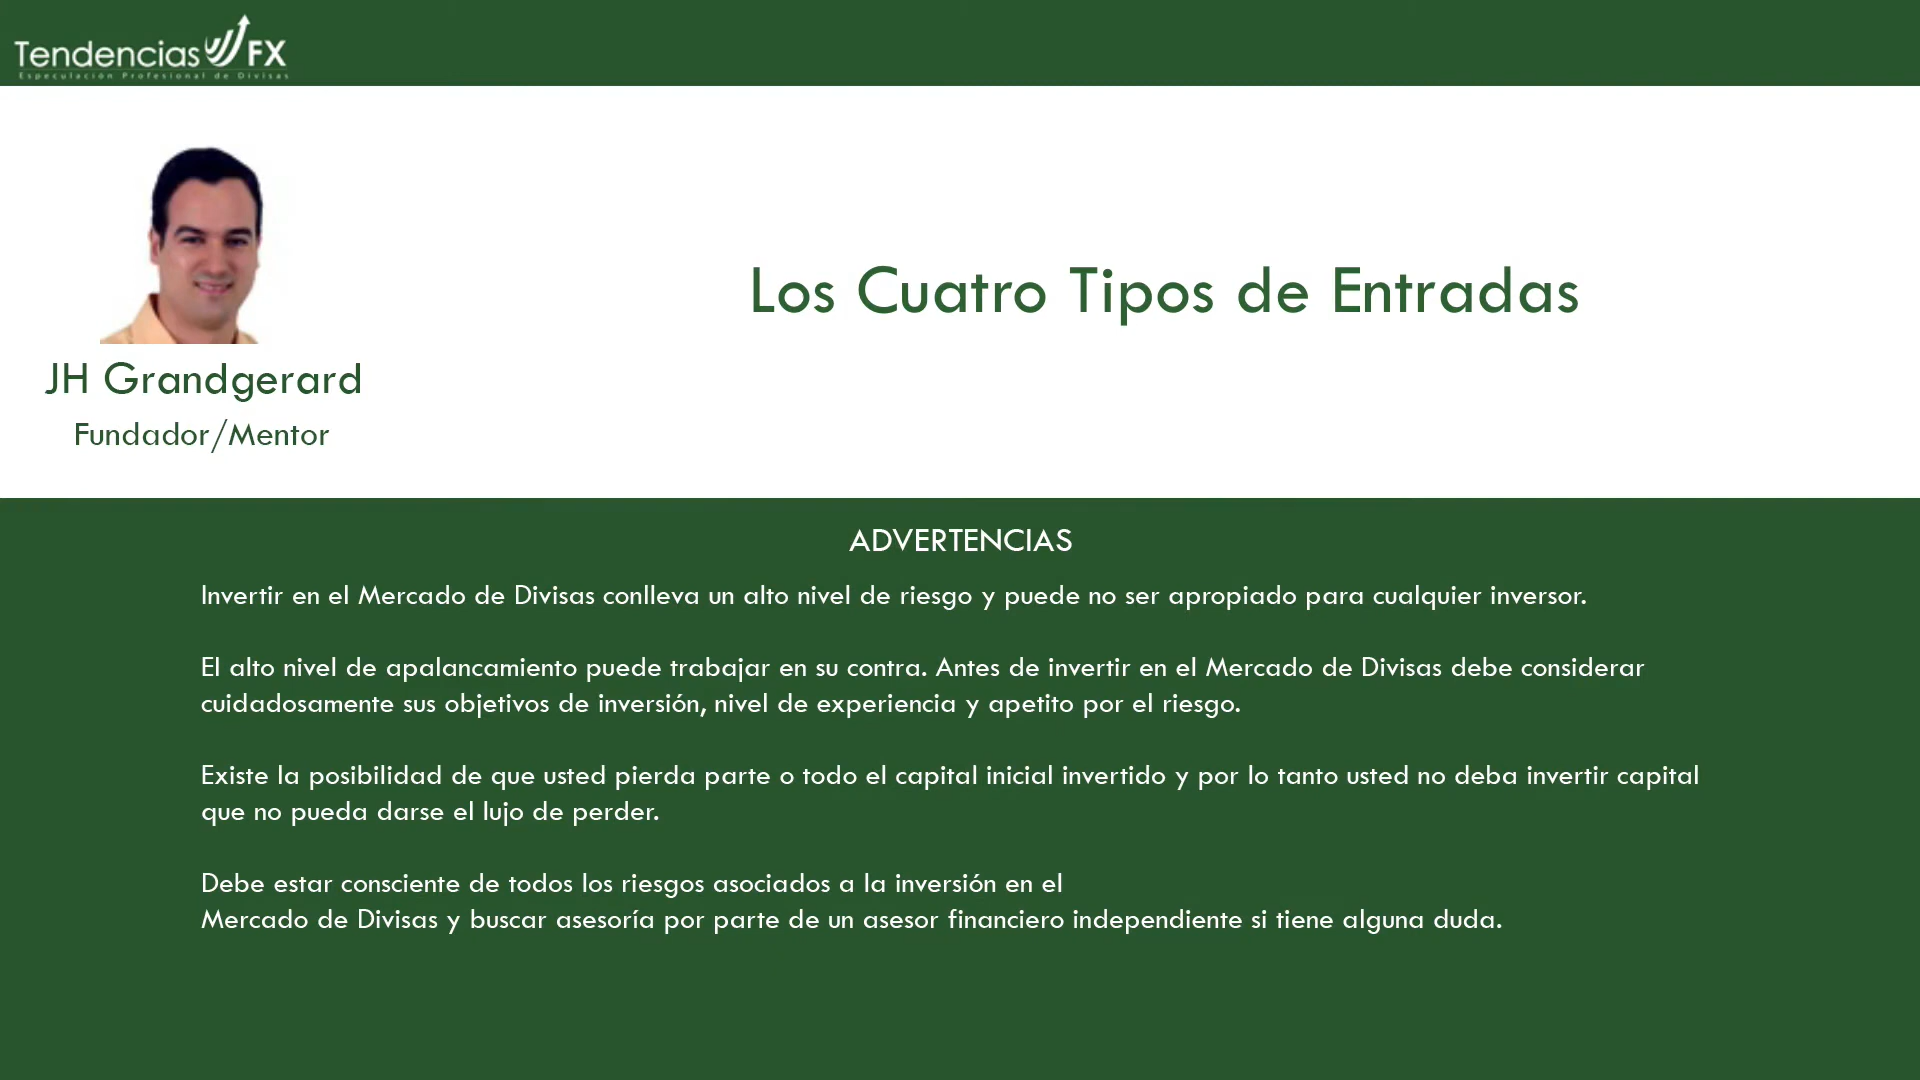 Tendencias FX
Especulación Profesional de Divisas
Los Cuatro Tipos de Entradas
JH Grandgerard
Fundador/Mentor
ADVERTENCIAS
Invertir en el Mercado de Divisas conlleva un alto nivel de riesgo y puede no ser apropiado para cualquier inversor.
El alto nivel de apalancamiento puede trabajar en su contra. Antes de invertir en el Mercado de Divisas debe considerar
cuidadosamente sus objetivos de inversión, nivel de experiencia y apetito por el riesgo.
Existe la posibilidad de que usted pierda parte o todo el capital inicial invertido y por lo tanto usted no deba invertir capital
que no pueda darse el lujo de perder.
Debe estar consciente de todos los riesgos asociados a la inversión en el
Mercado de Divisas y buscar asesoría por parte de un asesor financiero independiente si tiene alguna duda.